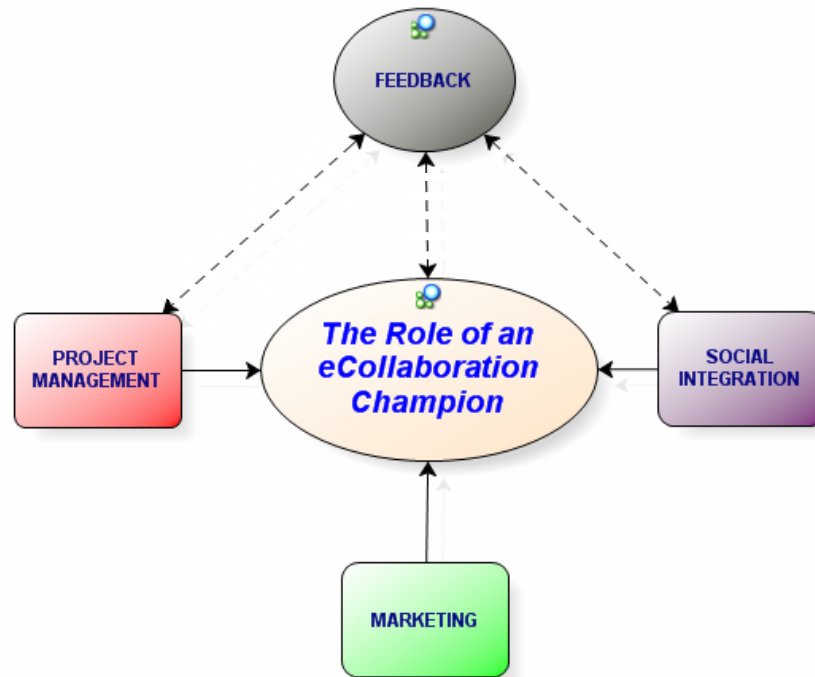 FEEDBACK
The Role of an
eCollaboration
Champion
PROJECT
MANAGEMENT
SOCIAL
INTEGRATION
MARKETING